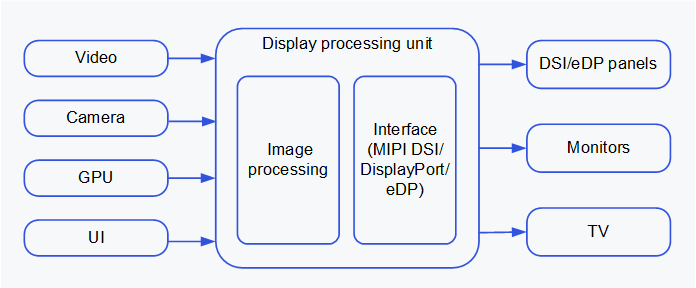 Video
Camera
GPU
UI
Display processing unit
Image
processing
Interface
(MIPI DSI/
DisplayPort/
eDP)
DSI/eDP panels
Monitors
TV